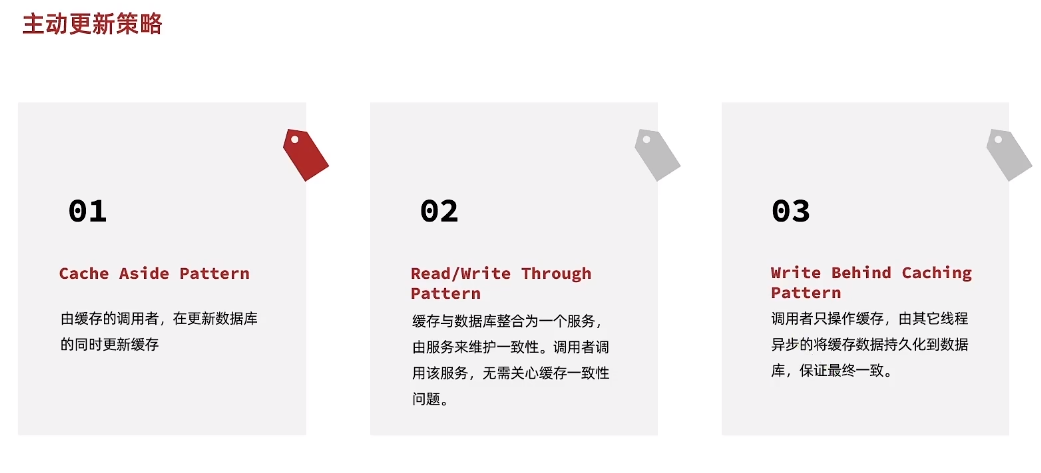 主动更新策略
01
Cache Aside Pattern
由缓存的调用者，在更新数据库
的同时更新缓存
02
Read/Write Through
Pattern
缓存与数据库整合为一个服务，
由服务来维护一致性。调用者调
用该服务，无需关心缓存一致性
问题。
03
Write Behind Caching
Pattern
调用者只操作缓存，由其它线程
异步的将缓存数据持久化到数据
库，保证最终一致。